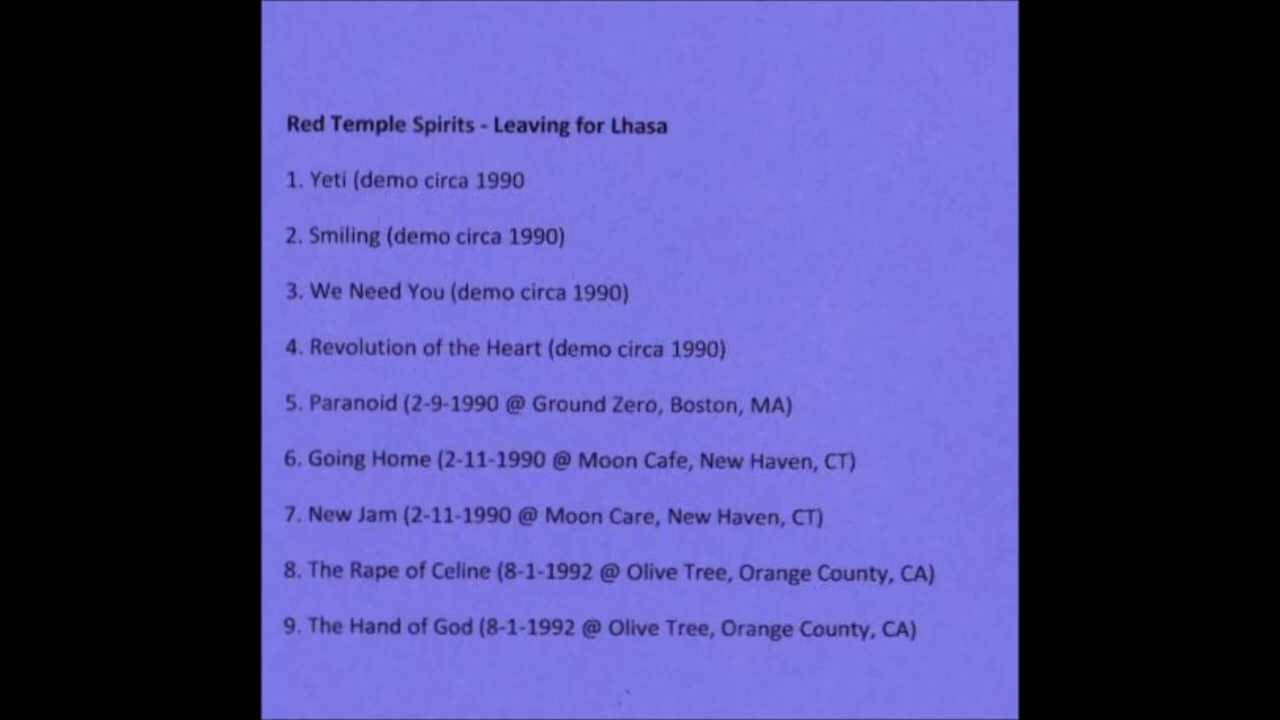 Red Temple Spirits - Leaving for Lhasa
1. Yeti (demo circa 1990
2. Smiling (demo circa 1990)
3. We Need You (demo circa 1990)
4. Revolution of the Heart (demo circa 1990)
5. Paranoid (2-9-1990 @ Ground Zero, Boston, MA)
6. Going Home (2-11-1990 @ Moon Cafe, New Haven, CT)
7. New Jam (2-11-1990 @ Moon Care, New Haven, CT)
8. The Rape of Celine (8-1-1992 @ Olive Tree, Orange County, CA)
9. The Hand of God (8-1-1992 @ Olive Tree, Orange County, CA)